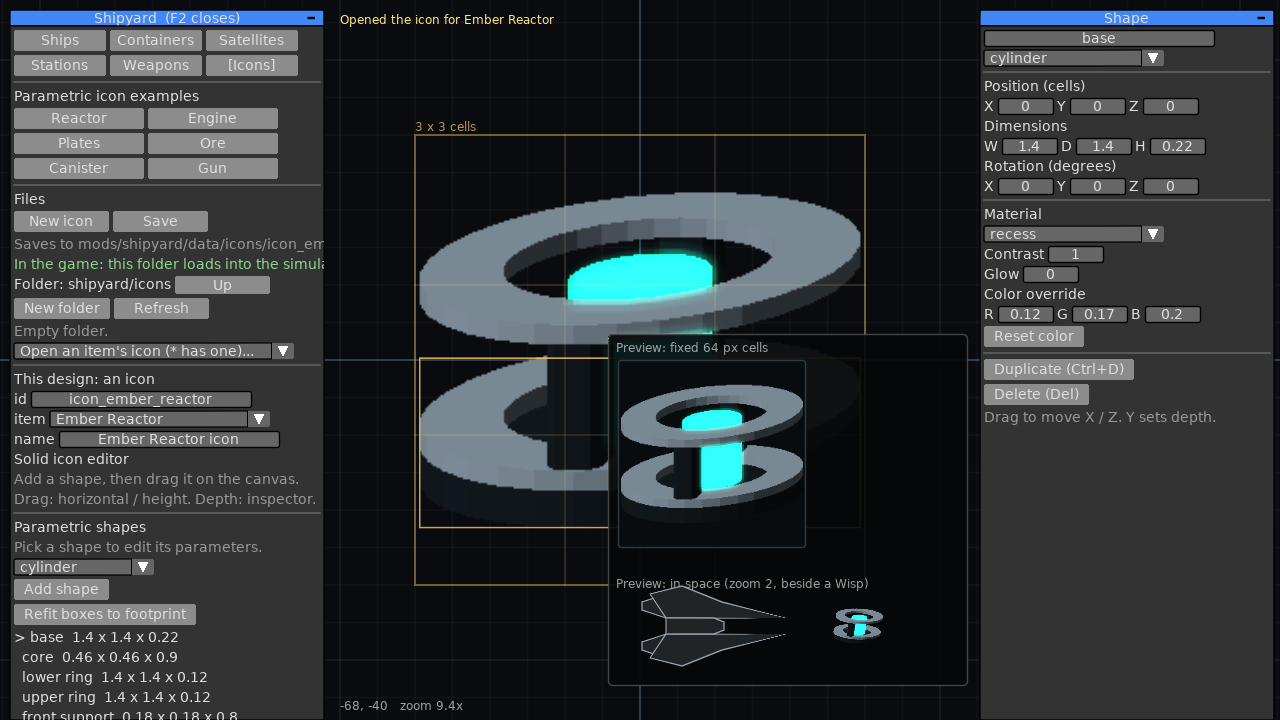 Shipyard (F2 closes)
Ships Containers Satellites
Stations Weapons [Icons]
Parametric icon examples
Reactor Engine
Plates Ore
Canister Gun
Files
New icon Save
Saves to mods/shipyard/data/icons/icon_em
In the game: this folder loads into the simula
Folder: shipyard/icons Up
New folder Refresh
Empty folder.
Open an item's icon (* has one)...
This design: an icon
id icon_ember_reactor
item Ember Reactor
name Ember Reactor icon
Solid icon editor
Add a shape, then drag it on the canvas.
Drag: horizontal / height. Depth: inspector.
Parametric shapes
Pick a shape to edit its parameters.
cylinder
Add shape
Refit boxes to footprint
> base 1.4 x 1.4 x 0.22
core 0.46 x 0.46 x 0.9
lower ring 1.4 x 1.4 x 0.12
upper ring 1.4 x 1.4 x 0.12
front support 0.18 x 0.18 x 0.8
Opened the icon for Ember Reactor
3 x 3 cells
Preview: fixed 64 px cells
Preview: in space (zoom 2, beside a Wisp)
-68, -40 zoom 9.4x
Shape
base
cylinder
Position (cells)
X 0 Y 0 Z 0
Dimensions
W 1.4 D 1.4 H 0.22
Rotation (degrees)
X 0 Y 0 Z 0
Material
recess
Contrast 1
Glow 0
Color override
R 0.12 G 0.17 B 0.2
Reset color
Duplicate (Ctrl+D)
Delete (Del)
Drag to move X / Z. Y sets depth.